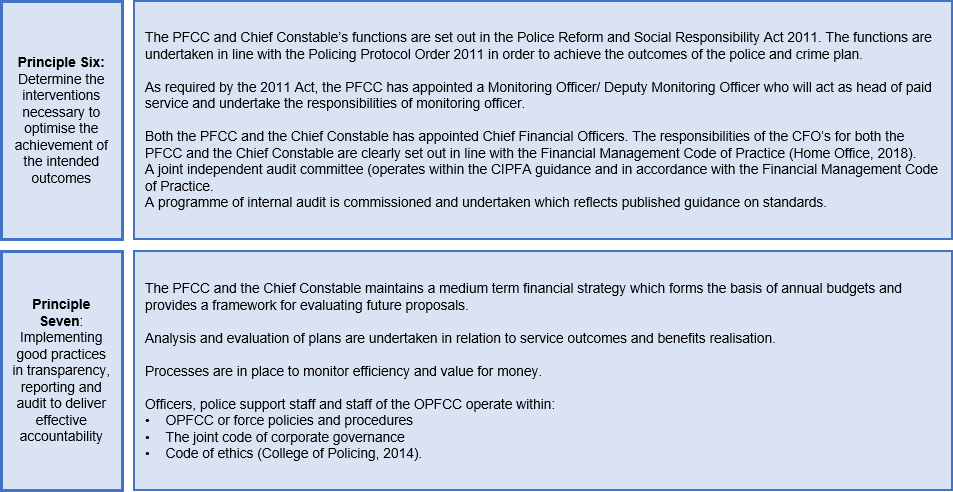 Principle Six:
Determine the
interventions
necessary to
optimise the
achievement of
the intended
outcomes
The PFCC and Chief Constable's functions are set out in the Police Reform and Social Responsibility Act 2011. The functions are
undertaken in line with the Policing Protocol Order 2011 in order to achieve the outcomes of the police and crime plan.
As required by the 2011 Act, the PFCC has appointed a Monitoring Officer/ Deputy Monitoring Officer who will act as head of paid
service and undertake the responsibilities of monitoring officer.
Both the PFCC and the Chief Constable has appointed Chief Financial Officers. The responsibilities of the CFO's for both the
PFCC and the Chief Constable are clearly set out in line with the Financial Management Code of Practice (Home Office, 2018).
A joint independent audit committee (operates within the CIPFA guidance and in accordance with the Financial Management Code
of Practice.
A programme of internal audit is commissioned and undertaken which reflects published guidance on standards.
Principle
Seven:
Implementing
good practices
in transparency,
reporting and
audit to deliver
effective
accountability
The PFCC and the Chief Constable maintains a medium term financial strategy which forms the basis of annual budgets and
provides a framework for evaluating future proposals.
Analysis and evaluation of plans are undertaken in relation to service outcomes and benefits realisation.
Processes are in place to monitor efficiency and value for money.
Officers, police support staff and staff of the OPFCC operate within:
• OPFCC or force policies and procedures
• The joint code of corporate governance
• Code of ethics (College of Policing, 2014).